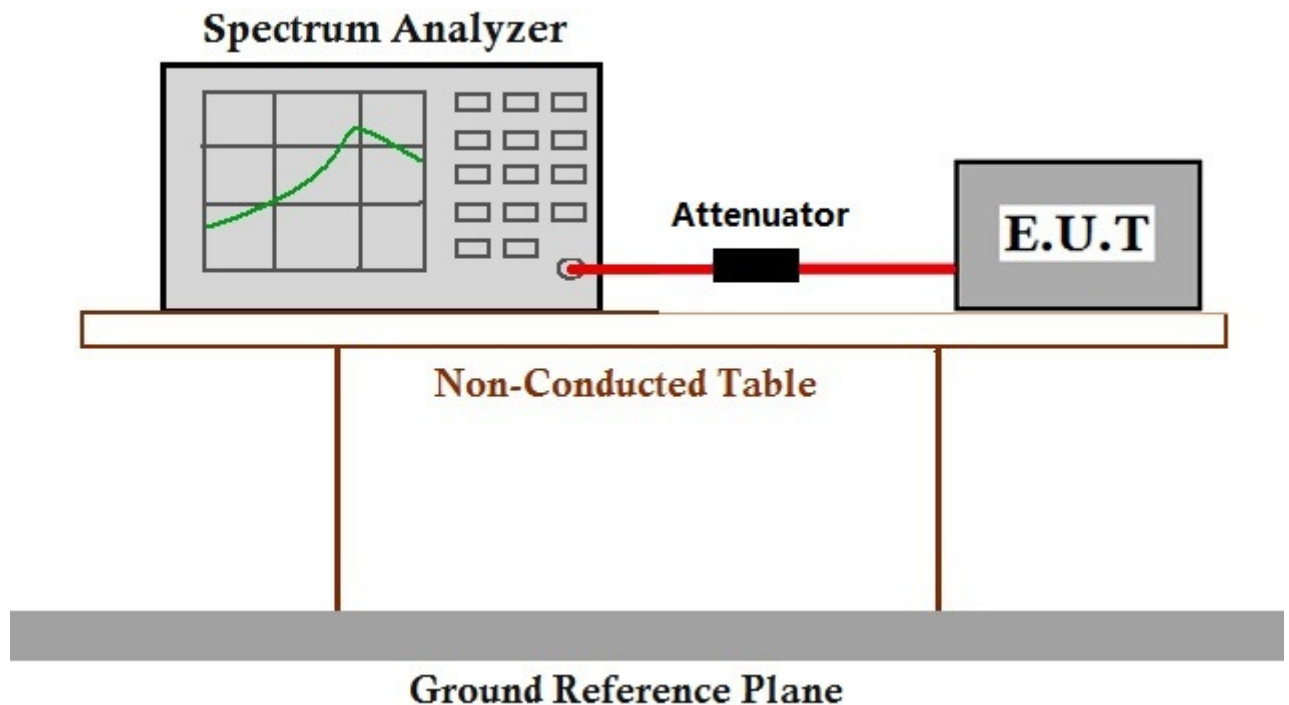 Spectrum Analyzer
Attenuator
E.U.T
Non-Conducted Table
Ground Reference Plane